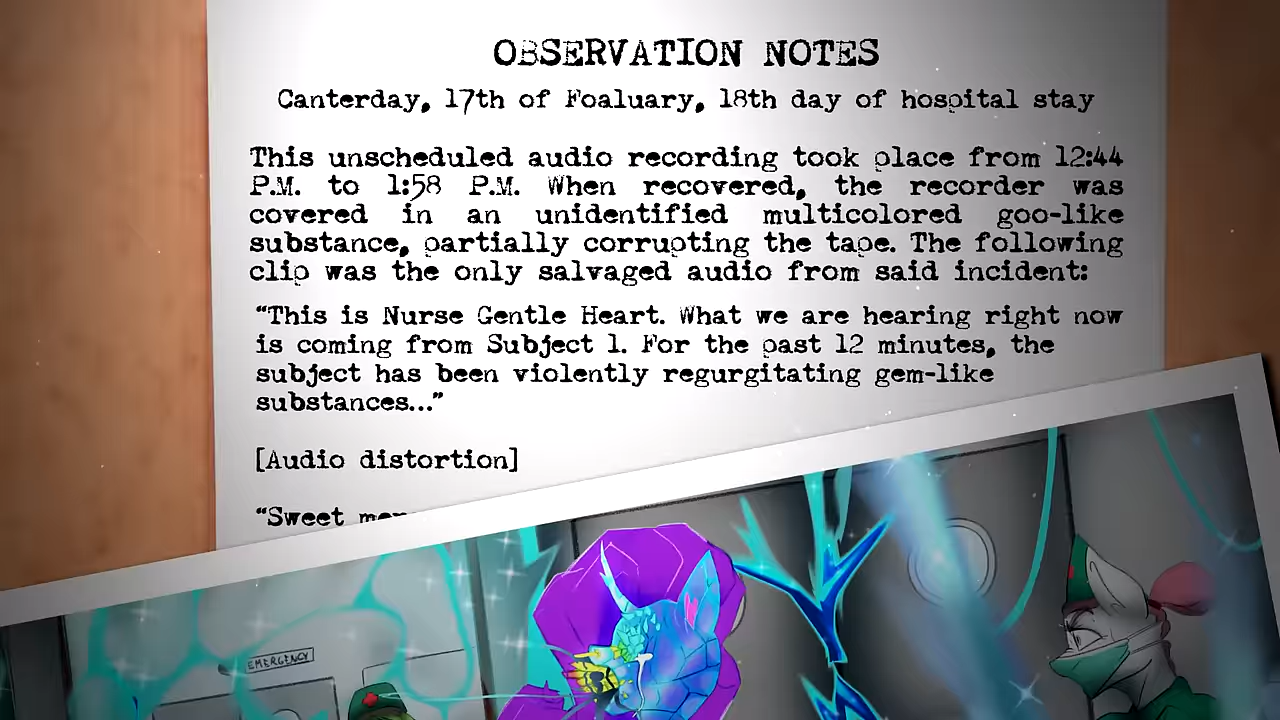 OBSERVATION NOTES
Canterday, 17th of Foaluary, 18th day of hospital stay
This unscheduled audio recording took place from 12:44
P.M. to 1:58 P.M. When recovered, the recorder was
covered in an unidentified multicolored goo-like
substance, partially corrupting the tape. The following
clip was the only salvaged audio from said incident:
“This is Nurse Gentle Heart. What we are hearing right now
is coming from Subject 1. For the past 12 minutes, the
subject has been violently regurgitating gem-like
substances…”
[Audio distortion]
“Sweet
EMERGENCY